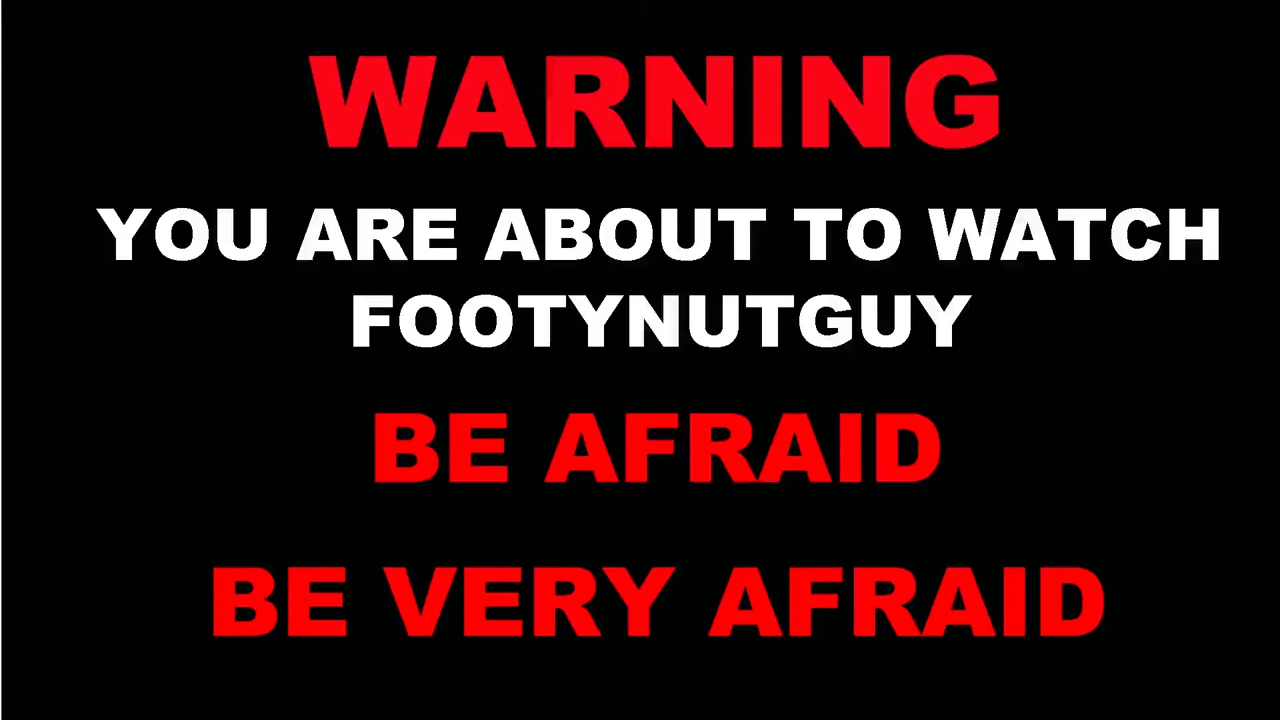 WARNING
YOU ARE ABOUT TO WATCH
FOOTYNUTGUY
BE AFRAID
BE VERY AFRAID